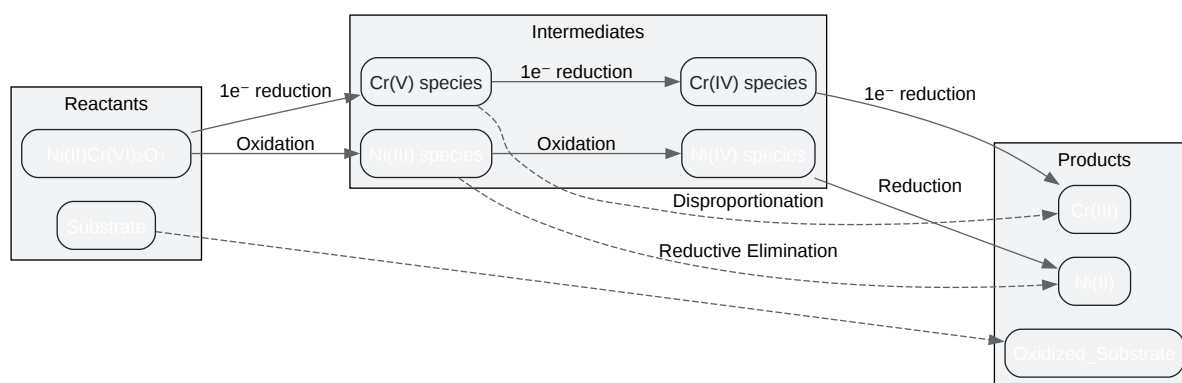 Intermediates
1e⁻ reduction
Cr(V) species
1e⁻ reduction
Cr(IV) species
1e⁻ reduction
Reactants
Ni(II)Cr(VI)₂O₇
Oxidation
Ni(III) species
Oxidation
Ni(IV) species
Products
Reduction
Disproportionation
Cr(III)
Substrate
Reductive Elimination
Ni(II)
Oxidized_Substrate